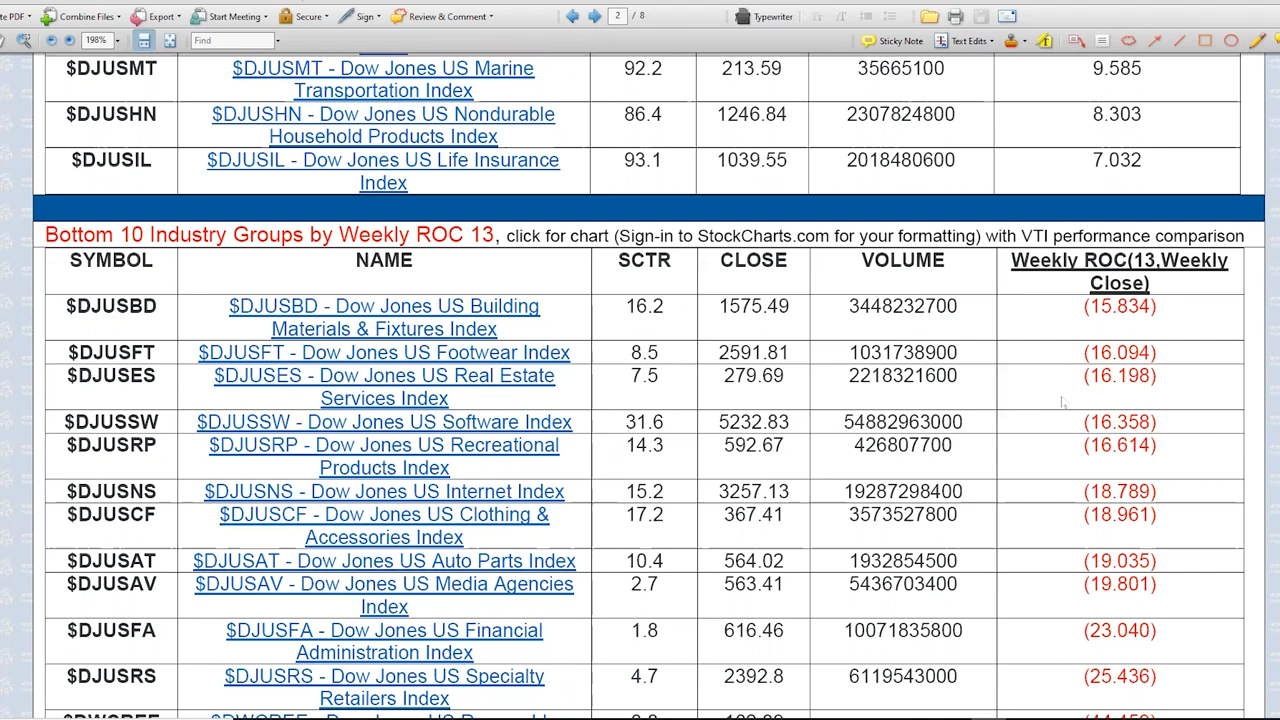 te PDF Combine Files Export Start Meeting Secure Sign Review & Comment 2 / 8 Typewriter
198% Find Sticky Note Text Edits
$DJUSMT $DJUSMT - Dow Jones US Marine 92.2 213.59 35665100 9.585
Transportation Index
$DJUSHN $DJUSHN - Dow Jones US Nondurable 86.4 1246.84 2307824800 8.303
Household Products Index
$DJUSIL $DJUSIL - Dow Jones US Life Insurance 93.1 1039.55 2018480600 7.032
Index
Bottom 10 Industry Groups by Weekly ROC 13, click for chart (Sign-in to StockCharts.com for your formatting) with VTI performance comparison
SYMBOL NAME SCTR CLOSE VOLUME Weekly ROC(13,Weekly
Close)
$DJUSBD $DJUSBD - Dow Jones US Building 16.2 1575.49 3448232700 (15.834)
Materials & Fixtures Index
$DJUSFT $DJUSFT - Dow Jones US Footwear Index 8.5 2591.81 1031738900 (16.094)
$DJUSES $DJUSES - Dow Jones US Real Estate 7.5 279.69 2218321600 (16.198)
Services Index
$DJUSSW $DJUSSW - Dow Jones US Software Index 31.6 5232.83 54882963000 (16.358)
$DJUSRP $DJUSRP - Dow Jones US Recreational 14.3 592.67 426807700 (16.614)
Products Index
$DJUSNS $DJUSNS - Dow Jones US Internet Index 15.2 3257.13 19287298400 (18.789)
$DJUSCF $DJUSCF - Dow Jones US Clothing & 17.2 367.41 3573527800 (18.961)
Accessories Index
$DJUSAT $DJUSAT - Dow Jones US Auto Parts Index 10.4 564.02 1932854500 (19.035)
$DJUSAV $DJUSAV - Dow Jones US Media Agencies 2.7 563.41 5436703400 (19.801)
Index
$DJUSFA $DJUSFA - Dow Jones US Financial 1.8 616.46 10071835800 (23.040)
Administration Index
$DJUSRS $DJUSRS - Dow Jones US Specialty 4.7 2392.8 6119543000 (25.436)
Retailers Index